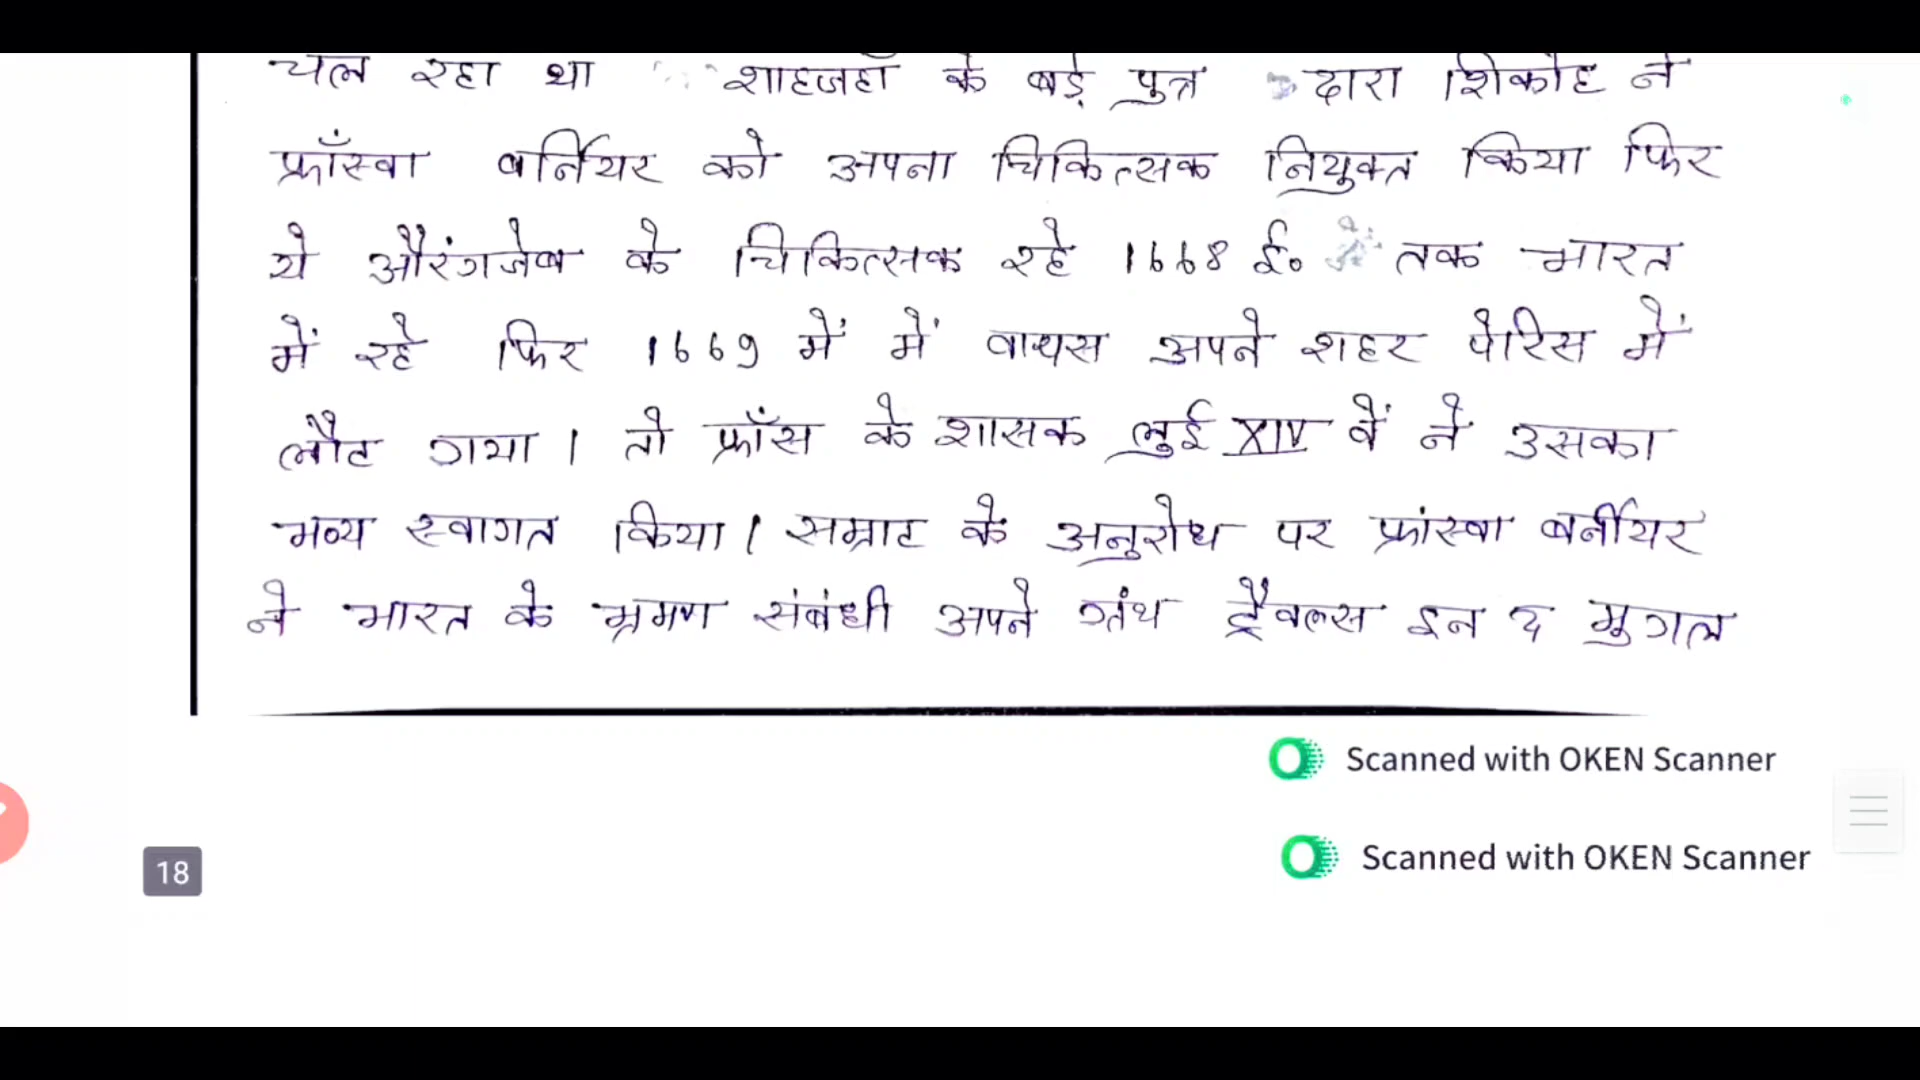 चल रहा था शाहजहाँ के बड़े पुत्र दारा शिकोह ने
फ्राँस्वा बर्नियर को अपना चिकित्सक नियुक्त किया फिर
ये औरंगजेब के चिकित्सक रहे 1668 ई० तक भारत
में रहे फिर 1669 में में वापस अपने शहर पेरिस में
लौट गया। तो फ्राँस के शासक लुई XIV वें ने उसका
भव्य स्वागत किया। सम्राट के अनुरोध पर फ्रांस्वा बर्नीयर
ने भारत के भ्रमण संबंधी अपने ग्रंथ ट्रैवल्स इन द मुगल
Scanned with OKEN Scanner
Scanned with OKEN Scanner
18